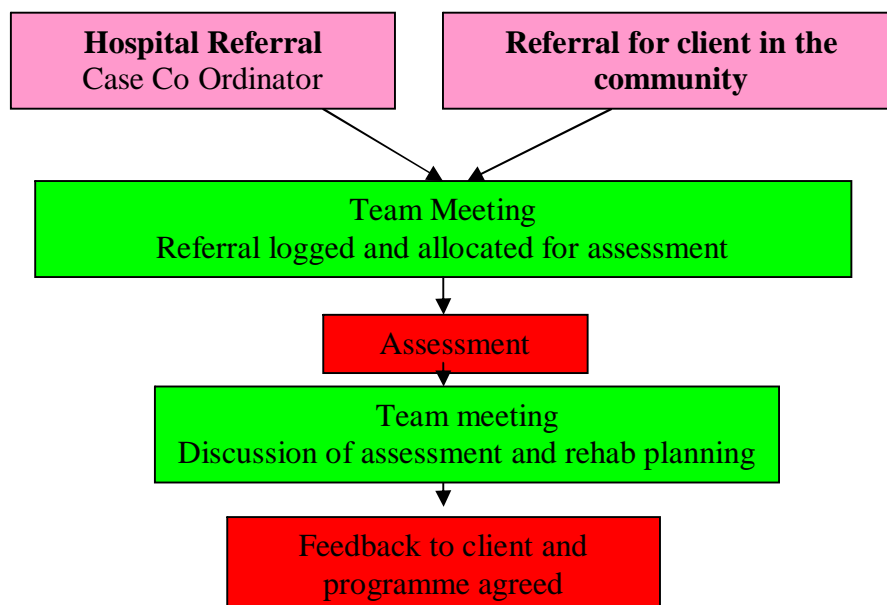 Hospital Referral
Case Co Ordinator
Referral for client in the
community
Team Meeting
Referral logged and allocated for assessment
Assessment
Team meeting
Discussion of assessment and rehab planning
Feedback to client and
programme agreed